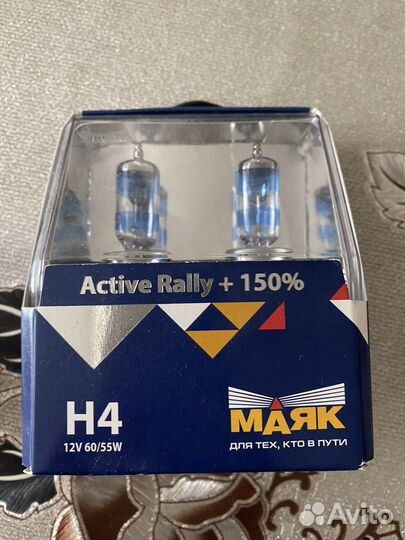 Active Rally + 150%
H4
12V 60/55W
МАЯК
ДЛЯ ТЕХ, КТО В ПУТИ
Avito